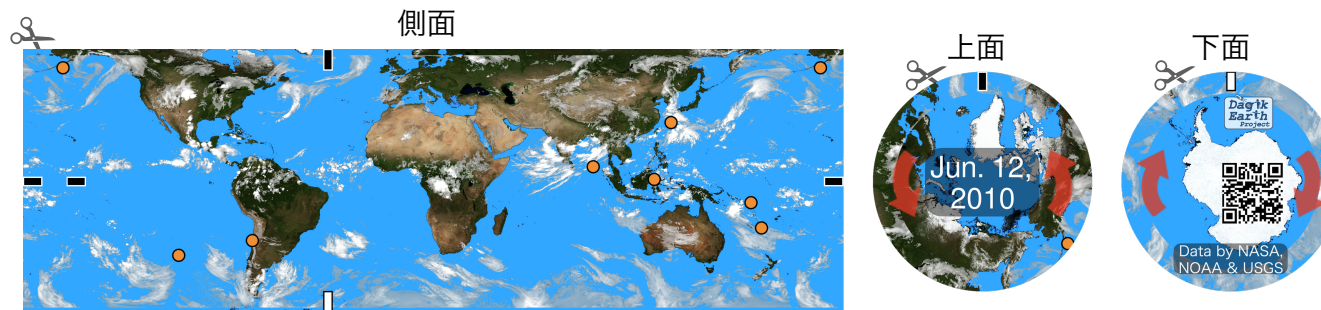 側面
上面
下面
Jun. 12,
2010
Dagik
Earth
Project
Data by NASA,
NOAA & USGS